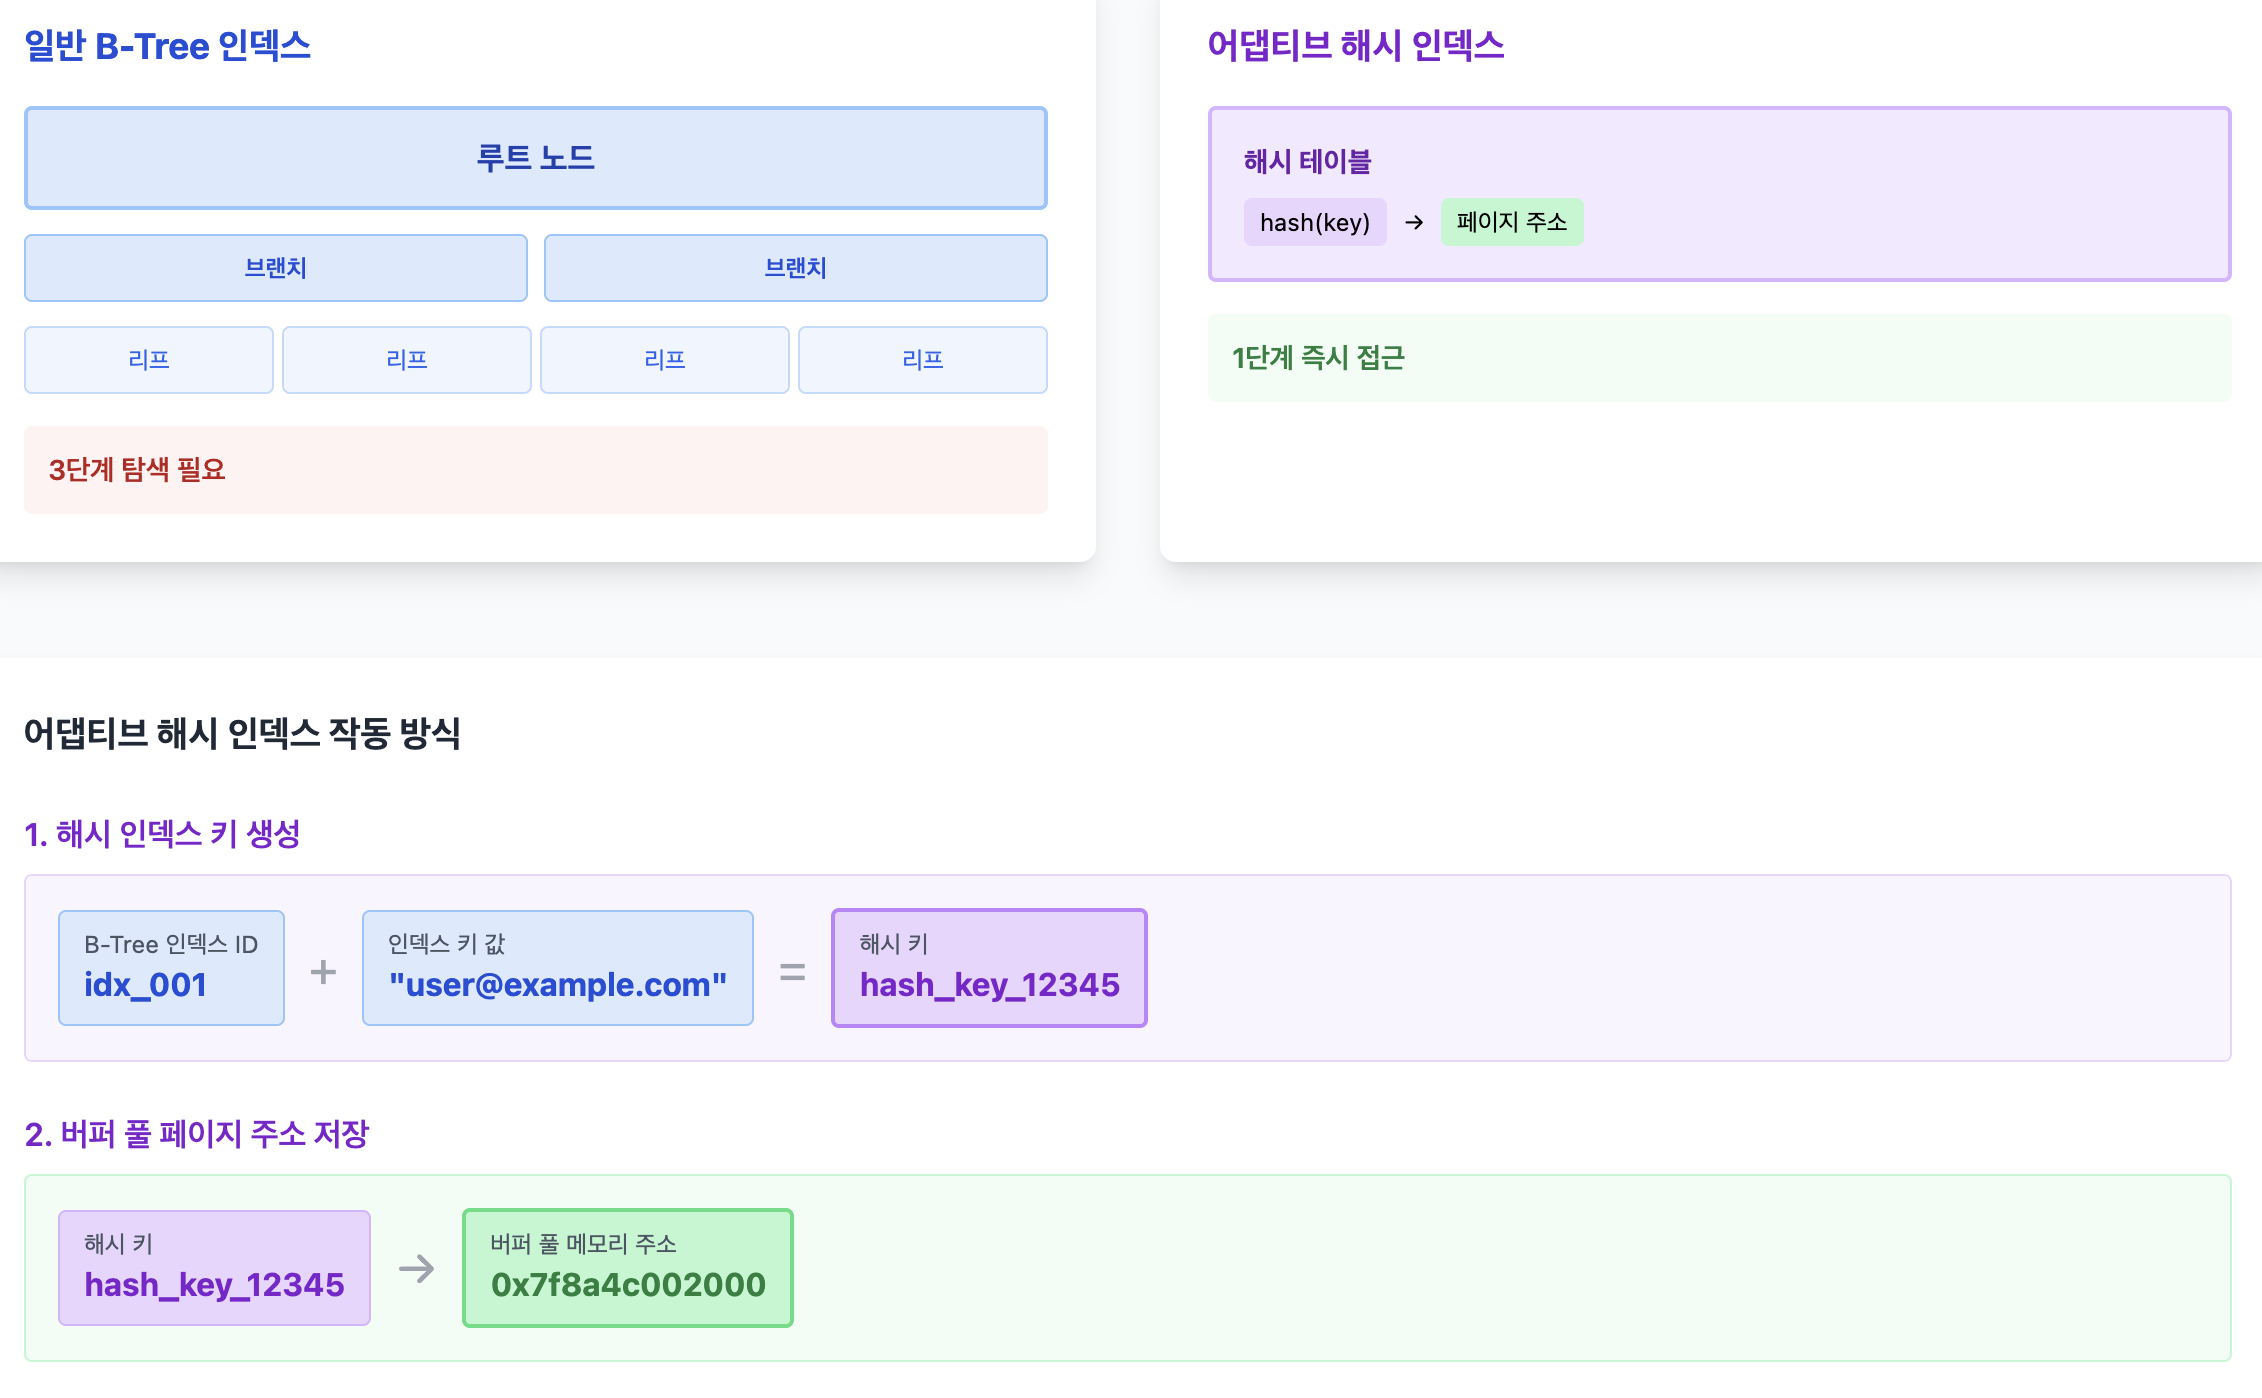 일반 B-Tree 인덱스
루트 노드
브랜치
브랜치
리프
리프
리프
리프
3단계 탐색 필요
어댑티브 해시 인덱스
해시 테이블
hash(key) → 페이지 주소
1단계 즉시 접근
어댑티브 해시 인덱스 작동 방식
1. 해시 인덱스 키 생성
B-Tree 인덱스 ID
idx_001
+
인덱스 키 값
"user@example.com"
=
해시 키
hash_key_12345
2. 버퍼 풀 페이지 주소 저장
해시 키
hash_key_12345
→
버퍼 풀 메모리 주소
0x7f8a4c002000